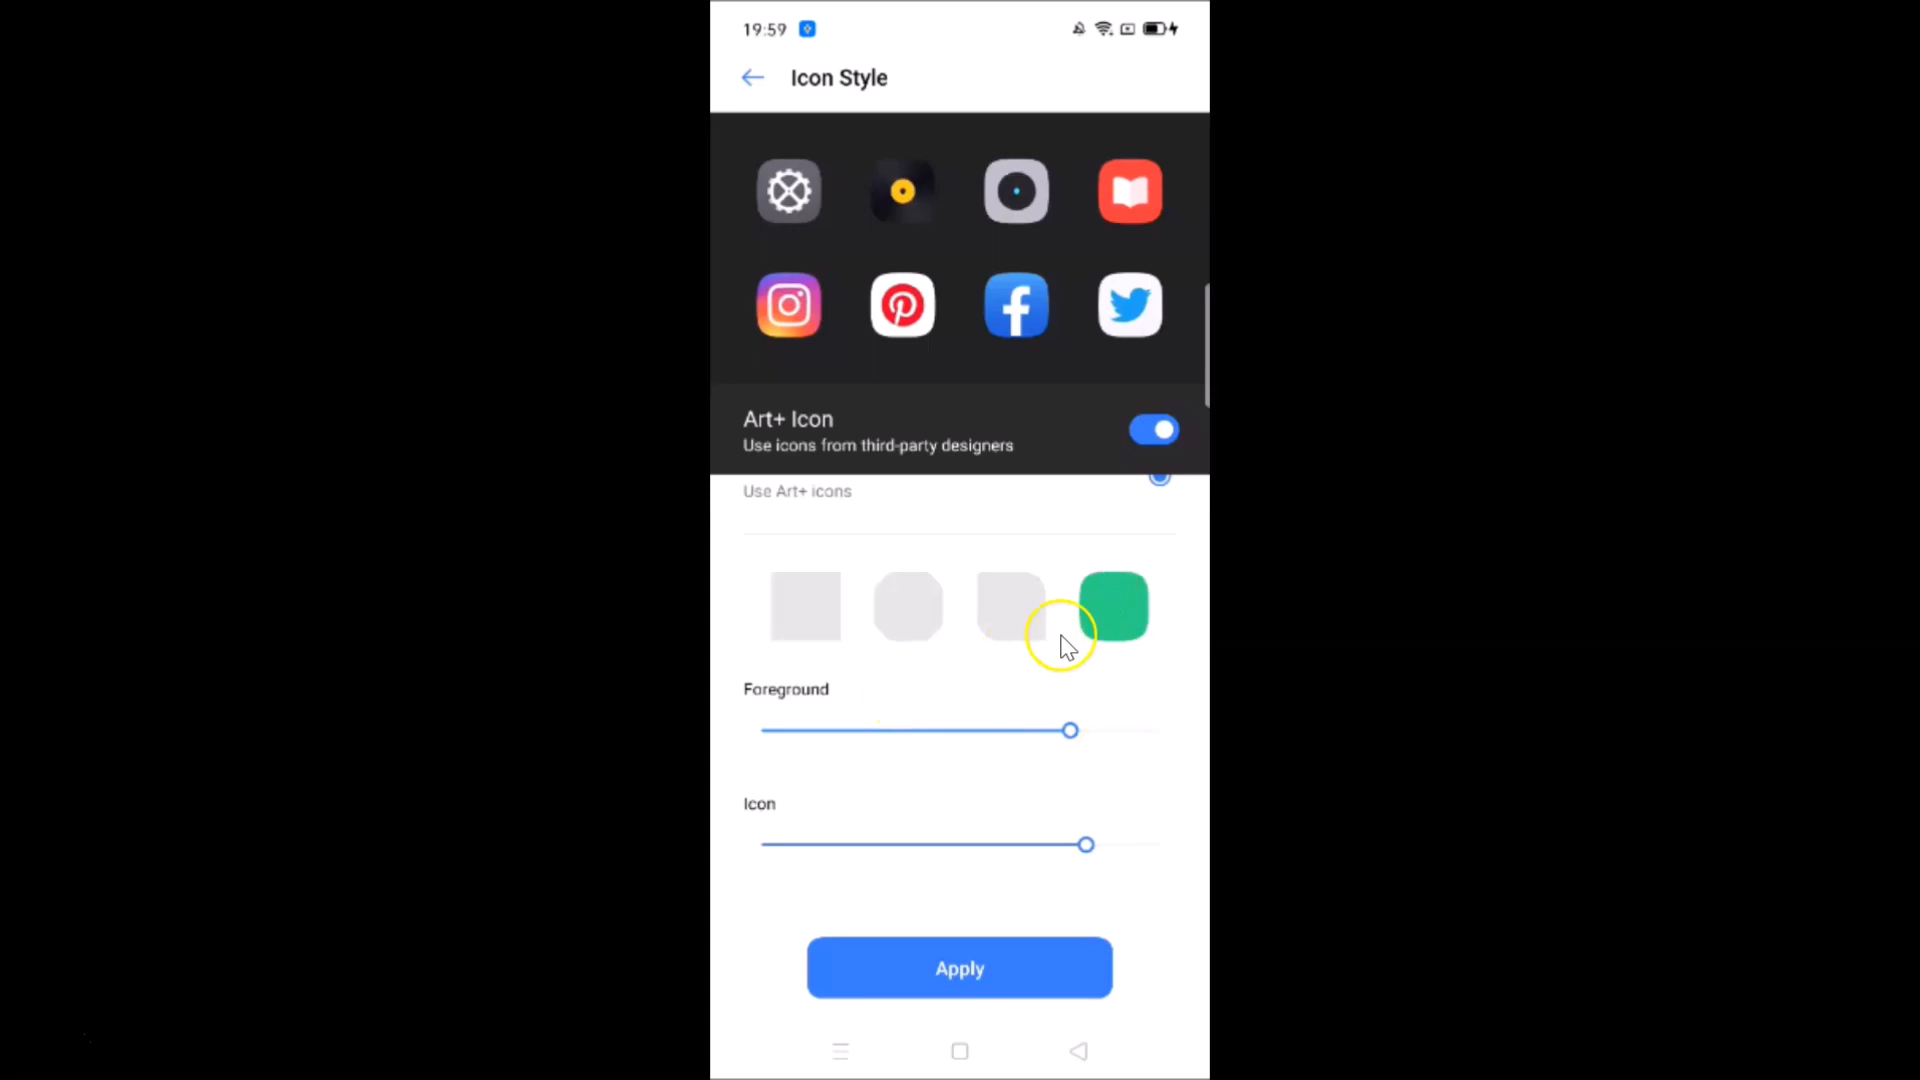 19:59
Icon Style
Art+ Icon
Use icons from third-party designers
Use Art+ icons
Foreground
Icon
Apply